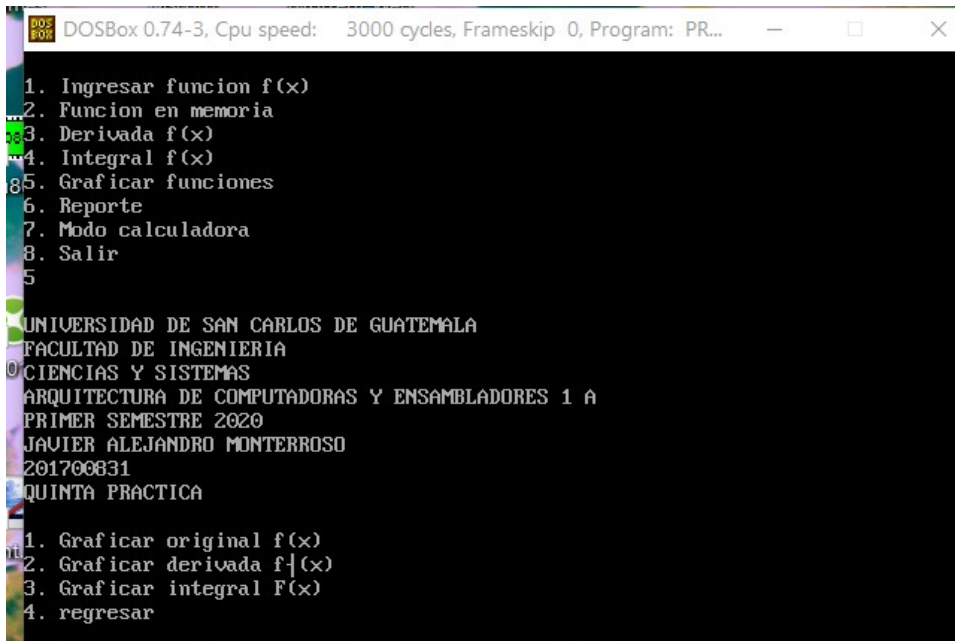 DOSBox 0.74-3, Cpu speed: 3000 cycles, Frameskip 0, Program: PR...
1. Ingresar funcion f(x)
2. Funcion en memoria
3. Derivada f(x)
4. Integral f(x)
5. Graficar funciones
6. Reporte
7. Modo calculadora
8. Salir
5
UNIVERSIDAD DE SAN CARLOS DE GUATEMALA
FACULTAD DE INGENIERIA
CIENCIAS Y SISTEMAS
ARQUITECTURA DE COMPUTADORAS Y ENSAMBLADORES 1 A
PRIMER SEMESTRE 2020
JAVIER ALEJANDRO MONTERROSO
201700831
QUINTA PRACTICA
1. Graficar original f(x)
2. Graficar derivada f┤(x)
3. Graficar integral F(x)
4. regresar